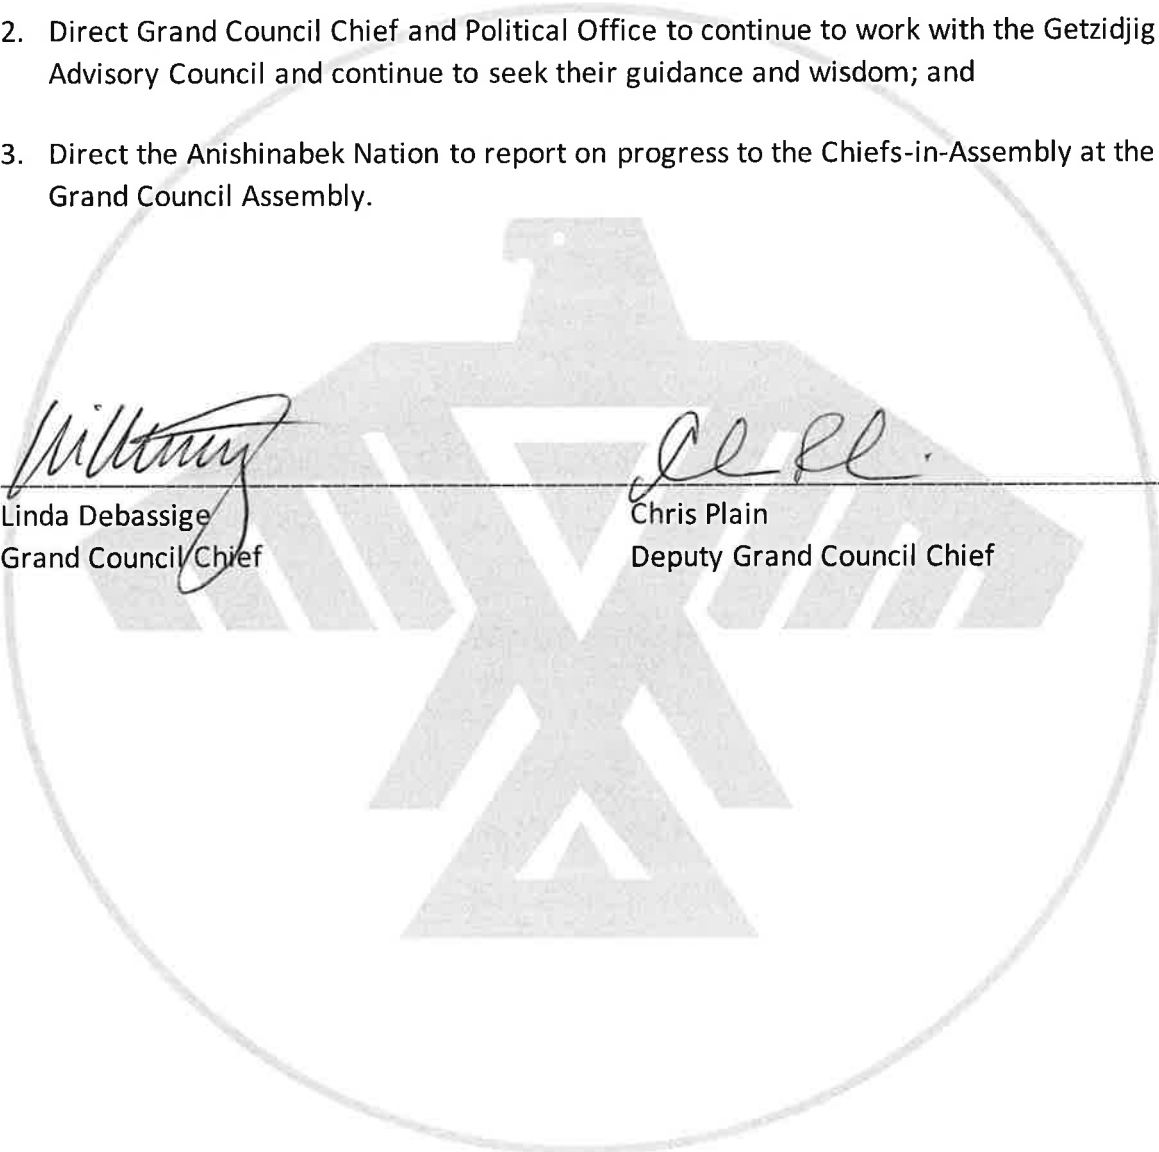 2. Direct Grand Council Chief and Political Office to continue to work with the Getzidjig
Advisory Council and continue to seek their guidance and wisdom; and
3. Direct the Anishinabek Nation to report on progress to the Chiefs-in-Assembly at the
Grand Council Assembly.
Linda Debassige
Grand Council Chief
Chris Plain
Deputy Grand Council Chief